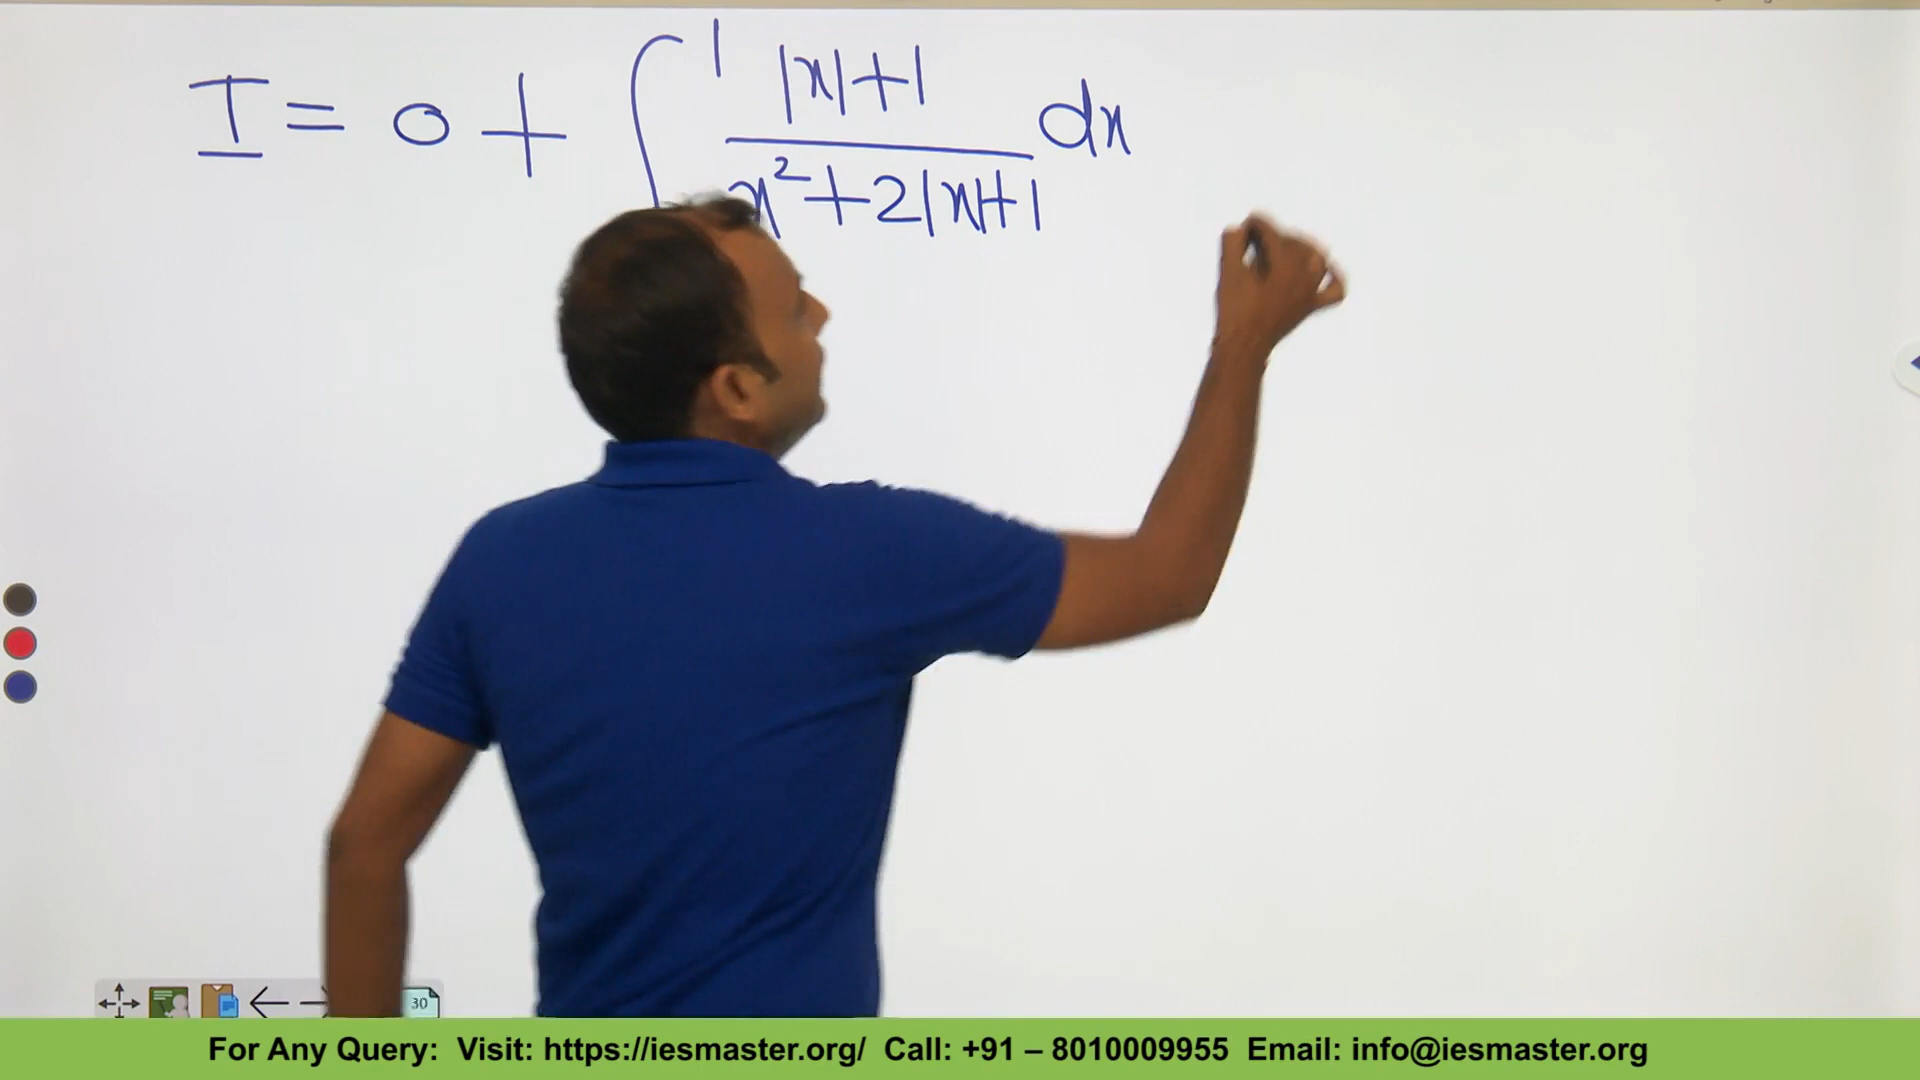 I = 0 + ∫ 1 |x|+1 / x²+2|x|+1 dx
30
For Any Query: Visit: https://iesmaster.org/ Call: +91 – 8010009955 Email: info@iesmaster.org